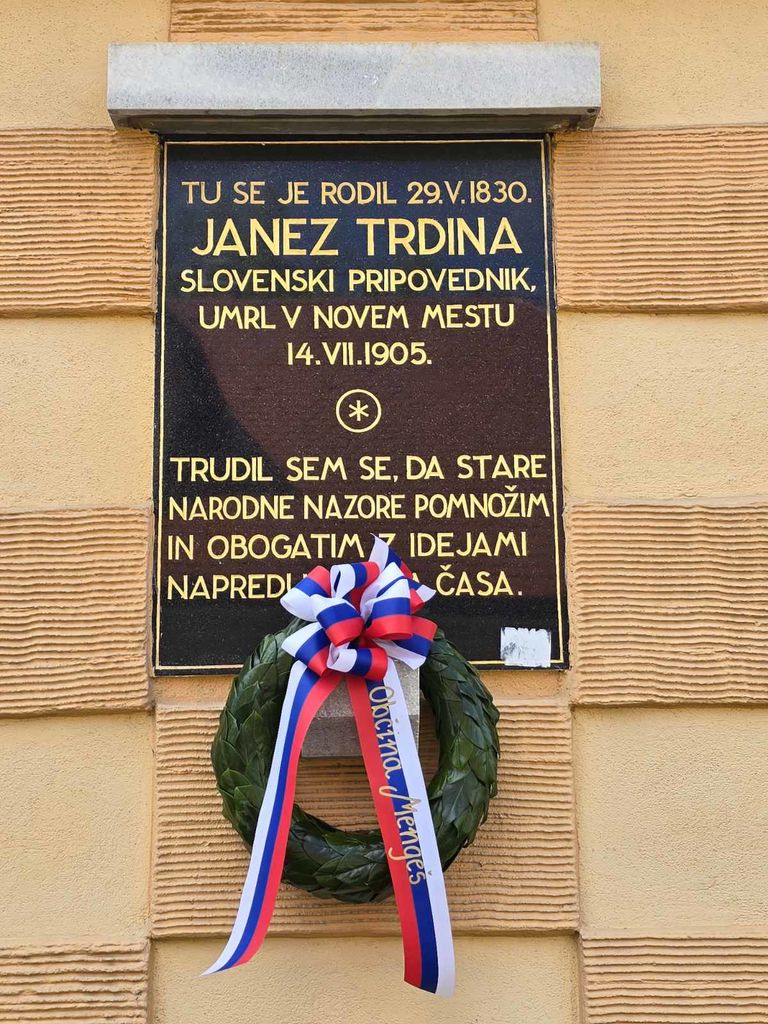 TU SE JE RODIL 29.V.1830.
JANEZ TRDINA
SLOVENSKI PRIPOVEDNIK,
UMRL V NOVEM MESTU
14.VII.1905.
TRUDIL SEM SE, DA STARE
NARODNE NAZORE POMNOŽIM
IN OBOGATIM Z IDEJAMI
ČASA.
Občina Mengeš